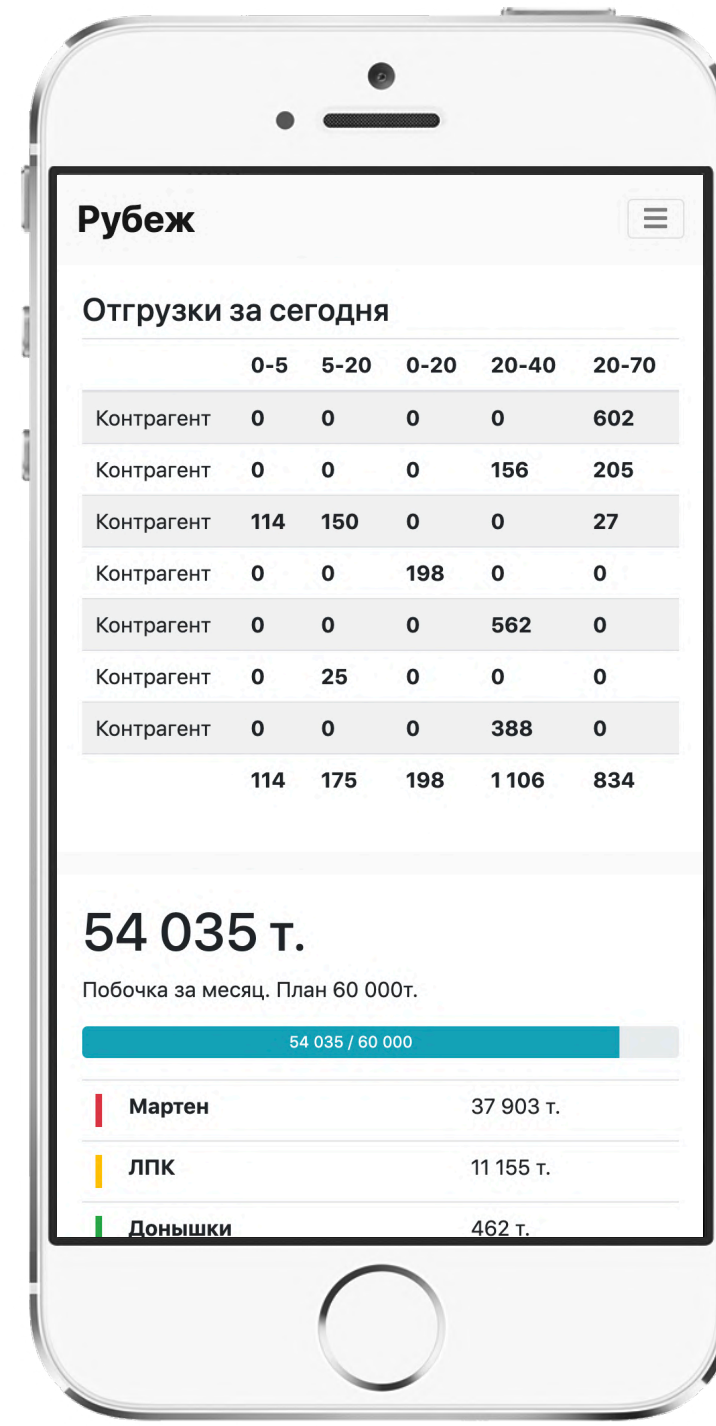 Рубеж
Отгрузки за сегодня
0-5 5-20 0-20 20-40 20-70
Контрагент 0 0 0 0 602
Контрагент 0 0 0 156 205
Контрагент 114 150 0 0 27
Контрагент 0 0 198 0 0
Контрагент 0 0 0 562 0
Контрагент 0 25 0 0 0
Контрагент 0 0 0 388 0
114 175 198 1 106 834
54 035 т.
Побочка за месяц. План 60 000т.
54 035 / 60 000
Мартен 37 903 т.
ЛПК 11 155 т.
Донышки 462 т.